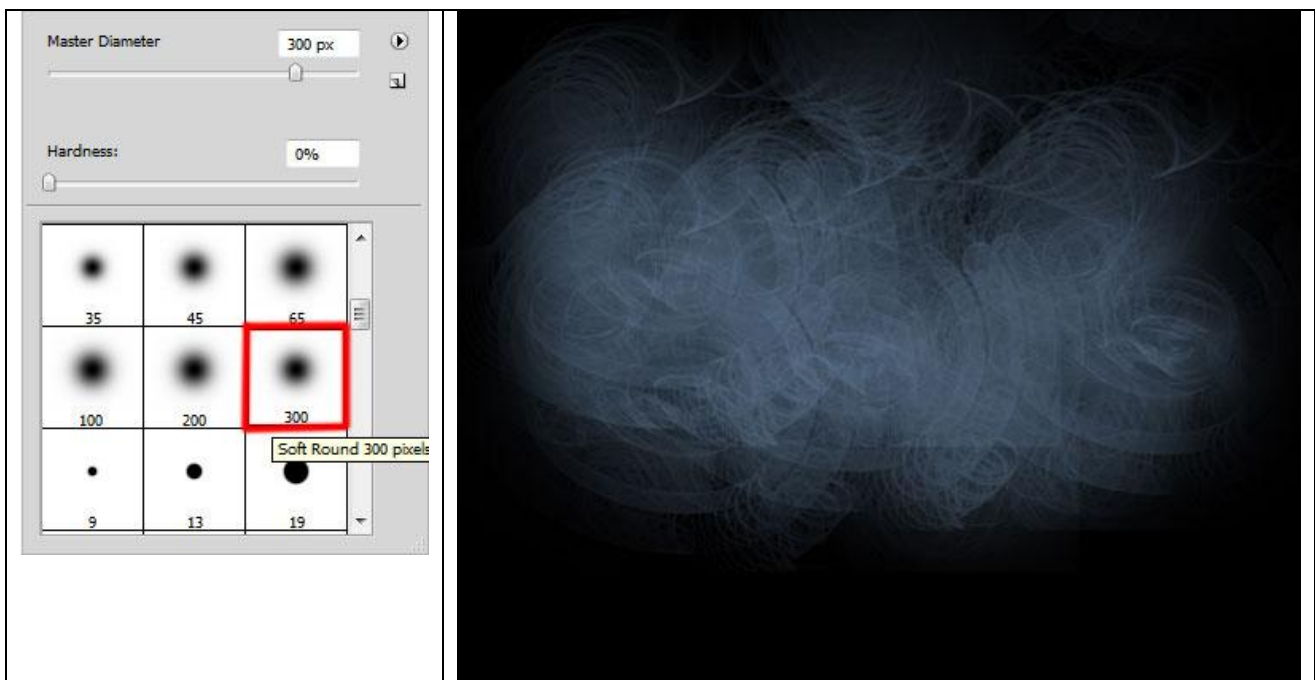 Master Diameter 300 px
Hardness: 0%
35 45 65
100 200 300
Soft Round 300 pixels
9 13 19